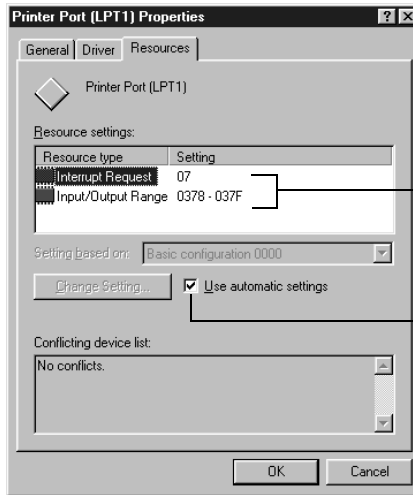 Printer Port (LPT1) Properties
General Driver Resources
Printer Port (LPT1)
Resource settings:
Resource type Setting
Interrupt Request 07
Input/Output Range 0378 - 037F
Setting based on: Basic configuration 0000
Change Setting... Use automatic settings
Conflicting device list:
No conflicts.
OK Cancel